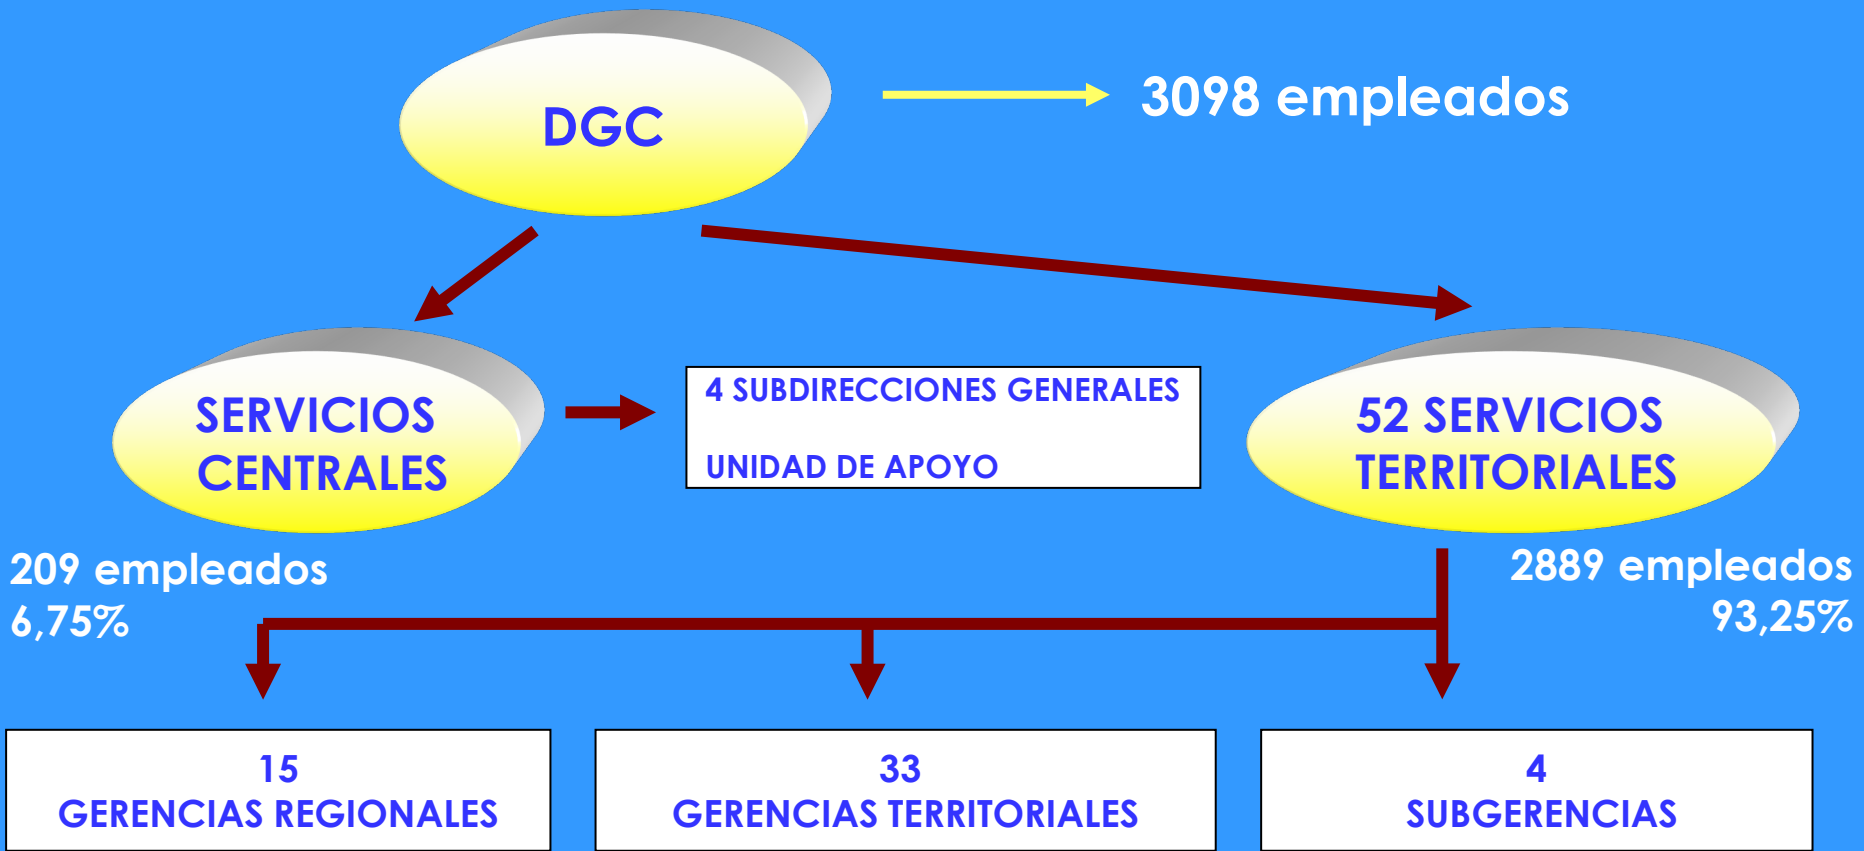 DGC
3098 empleados
SERVICIOS
CENTRALES
4 SUBDIRECCIONES GENERALES
UNIDAD DE APOYO
52 SERVICIOS
TERRITORIALES
209 empleados
6,75%
2889 empleados
93,25%
15
GERENCIAS REGIONALES
33
GERENCIAS TERRITORIALES
4
SUBGERENCIAS